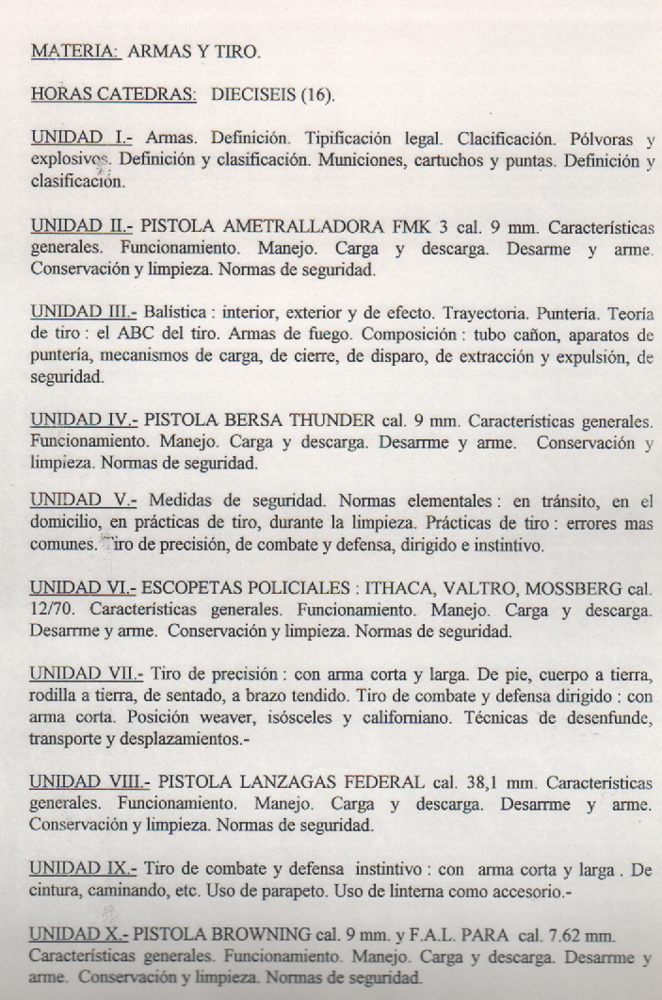 MATERIA: ARMAS Y TIRO.
HORAS CATEDRAS: DIECISEIS (16).
UNIDAD I.- Armas. Definición. Tipificación legal. Clacificación. Pólvoras y
explosivos. Definición y clasificación. Municiones, cartuchos y puntas. Definición y
clasificación.
UNIDAD II.- PISTOLA AMETRALLADORA FMK 3 cal. 9 mm. Características
generales. Funcionamiento. Manejo. Carga y descarga. Desarme y arme.
Conservación y limpieza. Normas de seguridad.
UNIDAD III.- Balística : interior, exterior y de efecto. Trayectoria. Puntería. Teoría
de tiro : el ABC del tiro. Armas de fuego. Composición : tubo cañon, aparatos de
puntería, mecanismos de carga, de cierre, de disparo, de extracción y expulsión, de
seguridad.
UNIDAD IV.- PISTOLA BERSA THUNDER cal. 9 mm. Características generales.
Funcionamiento. Manejo. Carga y descarga. Desarme y arme. Conservación y
limpieza. Normas de seguridad.
UNIDAD V.- Medidas de seguridad. Normas elementales : en tránsito, en el
domicilio, en prácticas de tiro, durante la limpieza. Prácticas de tiro : errores mas
comunes. Tiro de precisión, de combate y defensa, dirigido e instintivo.
UNIDAD VI.- ESCOPETAS POLICIALES : ITHACA, VALTRO, MOSSBERG cal.
12/70. Características generales. Funcionamiento. Manejo. Carga y descarga.
Desarme y arme. Conservación y limpieza. Normas de seguridad.
UNIDAD VII.- Tiro de precisión : con arma corta y larga. De pie, cuerpo a tierra,
rodilla a tierra, de sentado, a brazo tendido. Tiro de combate y defensa dirigido : con
arma corta. Posición weaver, isósceles y californiano. Técnicas de desenfunde,
transporte y desplazamientos.-
UNIDAD VIII.- PISTOLA LANZAGAS FEDERAL cal. 38,1 mm. Características
generales. Funcionamiento. Manejo. Carga y descarga. Desarme y arme.
Conservación y limpieza. Normas de seguridad.
UNIDAD IX.- Tiro de combate y defensa instintivo : con arma corta y larga . De
cintura, caminando, etc. Uso de parapeto. Uso de linterna como accesorio.-
UNIDAD X.- PISTOLA BROWNING cal. 9 mm. y F.A.L. PARA cal. 7.62 mm.
Características generales. Funcionamiento. Manejo. Carga y descarga. Desarme y
arme. Conservación y limpieza. Normas de seguridad.